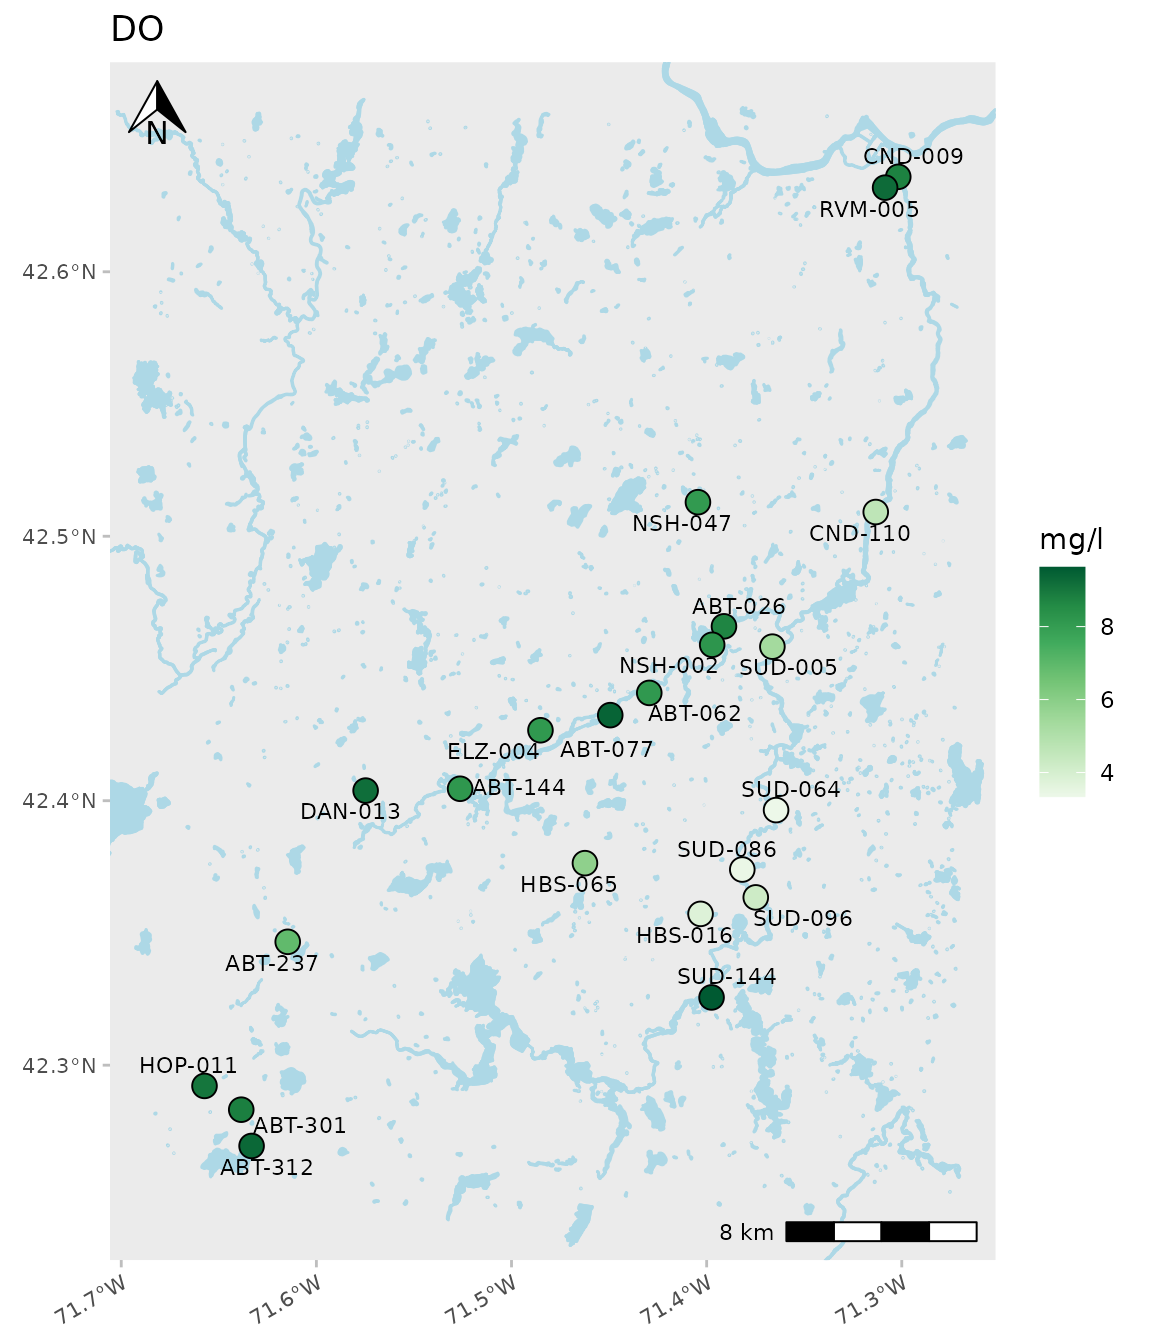 DO
N
CND-009
RVM-005
42.6°N
NSH-047
CND-110
42.5°N
mg/l
ABT-026
8
NSH-002
SUD-005
ABT-062
6
ELZ-004
ABT-077
4
ABT-144
SUD-064
42.4°N
DAN-013
SUD-086
HBS-065
SUD-096
HBS-016
ABT-237
SUD-144
42.3°N
HOP-011
ABT-301
ABT-312
8 km
71.7°W
71.6°W
71.5°W
71.4°W
71.3°W